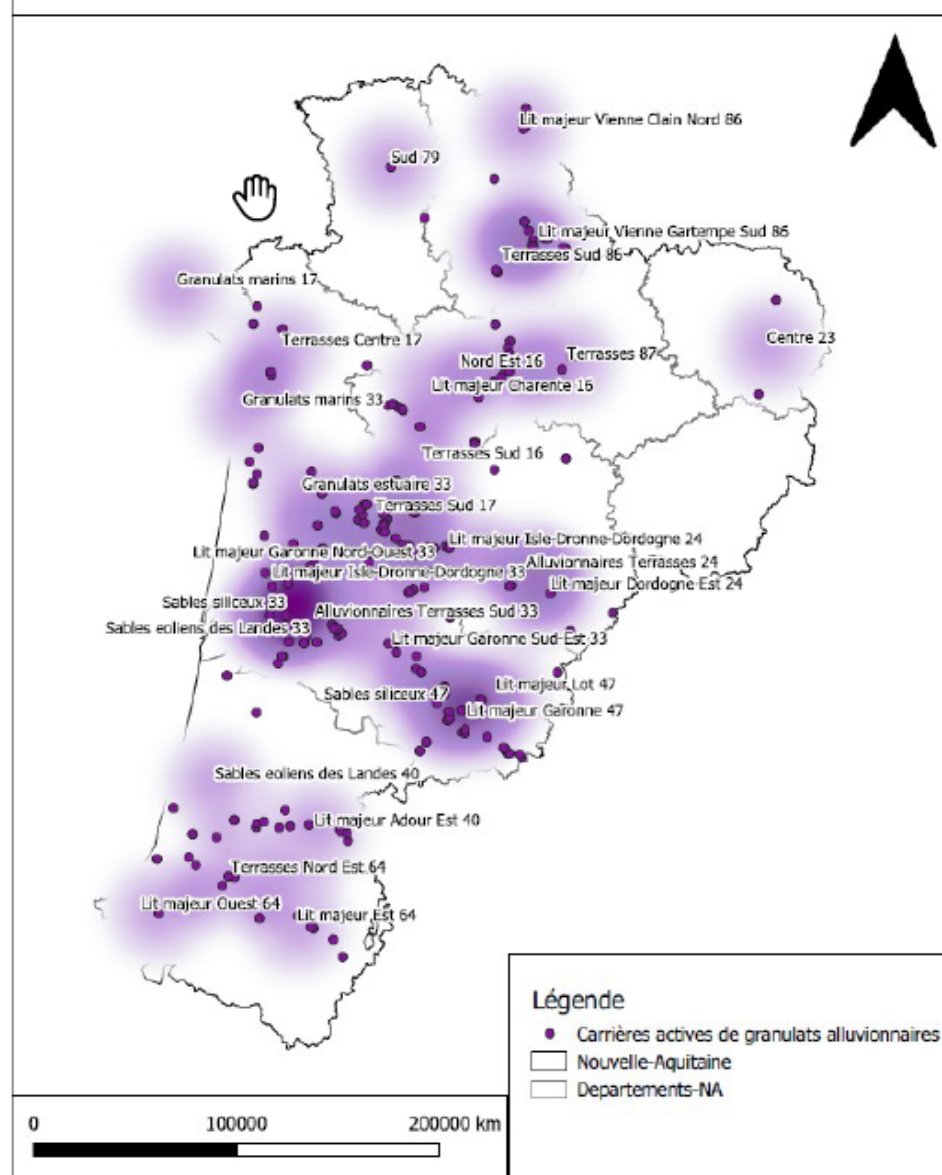 Lit majeur Vienne Clain Nord 86
Sud 79
Lit majeur Vienne Gartempe Sud 86
Terrasses Sud 86
Granulats marins 17
Terrasses Centre 17
Centre 23
Terrasses 87
Nord Est 16
Lit majeur Charente 16
Granulats marins 33
Terrasses Sud 16
Granulats estuaire 33
Terrasses Sud 17
Lit majeur Isle-Dronne-Dordogne 24
Lit majeur Garonne Nord-Ouest 33
Alluvionnaires Terrasses 24
Lit majeur Isle-Dronne-Dordogne 33
Lit majeur Dordogne Est 24
Sables siliceux 33
Alluvionnaires Terrasses Sud 33
Sables eoliens des Landes 33
Lit majeur Garonne Sud-Est 33
Lit majeur Lot 47
Sables siliceux 47
Lit majeur Garonne 47
Sables eoliens des Landes 40
Lit majeur Adour Est 40
Terrasses Nord Est 64
Lit majeur Ouest 64
Lit majeur Est 64
Légende
Carrières actives de granulats alluvionnaires
Nouvelle-Aquitaine
Departements-NA
0 100000 200000 km